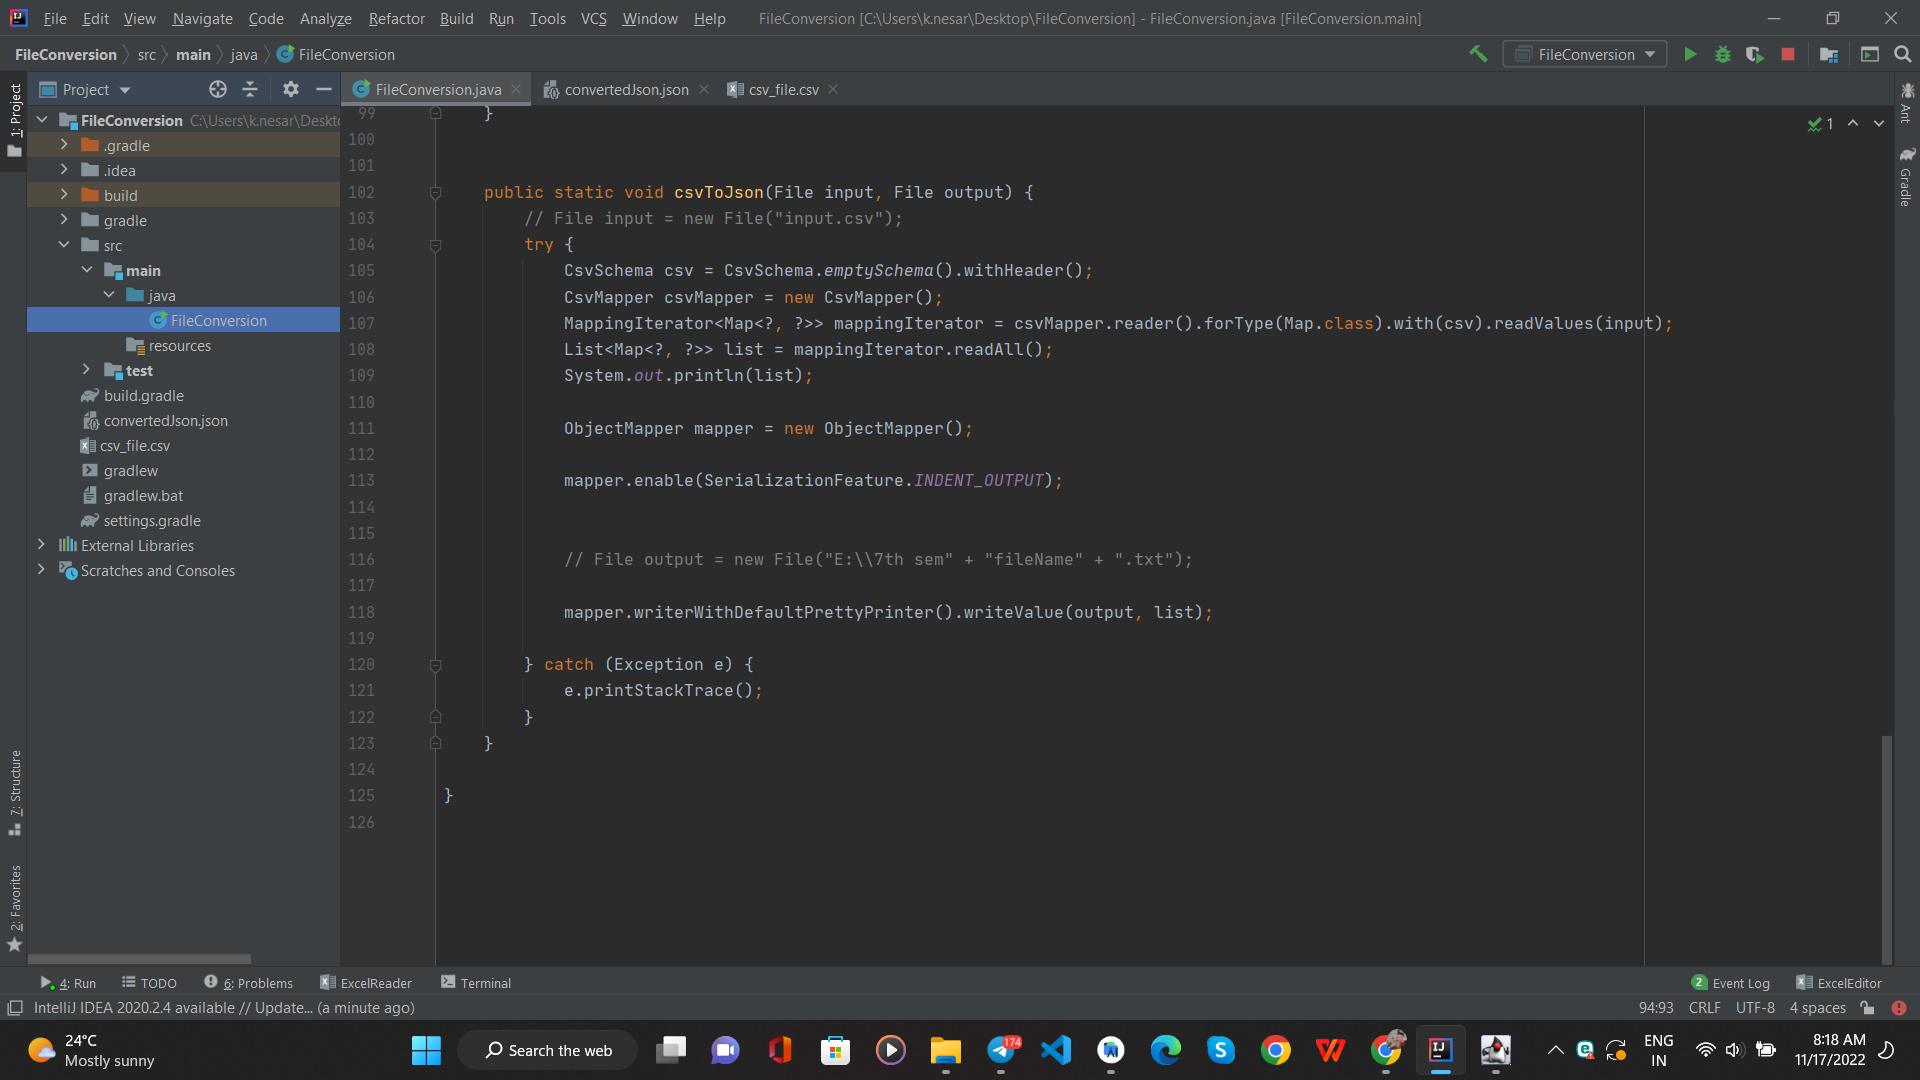 File Edit View Navigate Code Analyze Refactor Build Run Tools VCS Window Help FileConversion [C:\Users\k.nesar\Desktop\FileConversion] - FileConversion.java [FileConversion.main]
FileConversion src main java FileConversion FileConversion
Project FileConversion.java convertedJson.json csv_file.csv
1: Project
7: Structure
2: Favorites
FileConversion C:\Users\k.nesar\Deskto
.gradle
.idea
build
gradle
src
main
java
FileConversion
resources
test
build.gradle
convertedJson.json
csv_file.csv
gradlew
gradlew.bat
settings.gradle
External Libraries
Scratches and Consoles
99 }
100
101
102 public static void csvToJson(File input, File output) {
103 // File input = new File("input.csv");
104 try {
105 CsvSchema csv = CsvSchema.emptySchema().withHeader();
106 CsvMapper csvMapper = new CsvMapper();
107 MappingIterator<Map<?, ?>> mappingIterator = csvMapper.reader().forType(Map.class).with(csv).readValues(input);
108 List<Map<?, ?>> list = mappingIterator.readAll();
109 System.out.println(list);
110
111 ObjectMapper mapper = new ObjectMapper();
112
113 mapper.enable(SerializationFeature.INDENT_OUTPUT);
114
115
116 // File output = new File("E:\\7th sem" + "fileName" + ".txt");
117
118 mapper.writerWithDefaultPrettyPrinter().writeValue(output, list);
119
120 } catch (Exception e) {
121 e.printStackTrace();
122 }
123 }
124
125 }
126
1
Ant
Gradle
4: Run TODO 6: Problems ExcelReader Terminal 2 Event Log ExcelEditor
IntelliJ IDEA 2020.2.4 available // Update... (a minute ago) 94:93 CRLF UTF-8 4 spaces
24°C
Mostly sunny
Search the web
174
ENG
IN
8:18 AM
11/17/2022